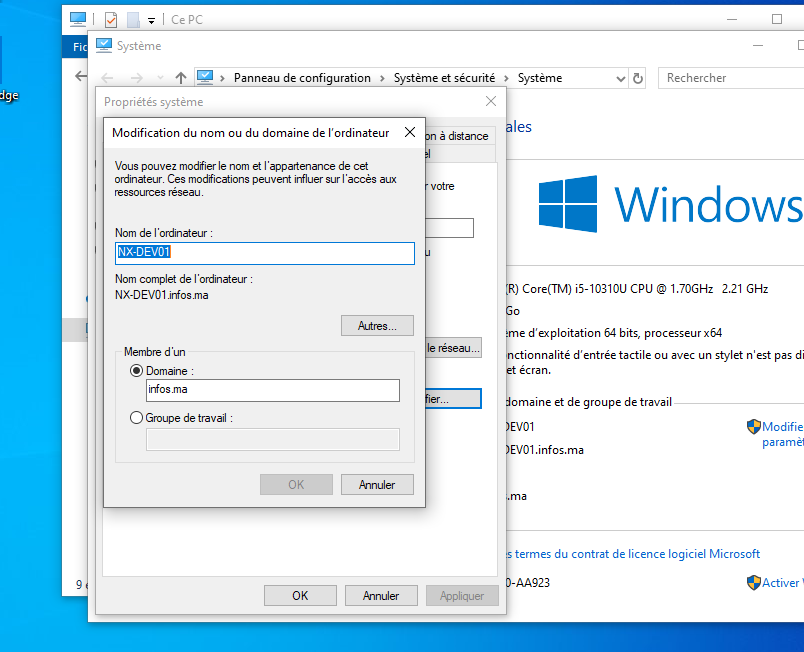 Ce PC
Fic
Système
Panneau de configuration > Système et sécurité > Système
Rechercher
dge
Propriétés système
ales
Modification du nom ou du domaine de l'ordinateur
on à distance
el
Vous pouvez modifier le nom et l'appartenance de cet
ordinateur. Ces modifications peuvent influer sur l'accès aux
ressources réseau.
r votre
Windows
Nom de l'ordinateur :
NX-DEV01
u
Nom complet de l'ordinateur :
NX-DEV01.infos.ma
(R) Core(TM) i5-10310U CPU @ 1.70GHz 2.21 GHz
Go
Autres...
ème d'exploitation 64 bits, processeur x64
Membre d'un
le réseau...
nctionnalité d'entrée tactile ou avec un stylet n'est pas di
Domaine :
et écran.
infos.ma
fier...
domaine et de groupe de travail
Groupe de travail :
DEV01
Modifie
paramèt
DEV01.infos.ma
OK
Annuler
s.ma
s termes du contrat de licence logiciel Microsoft
9 é
0-AA923
Activer W
OK
Annuler
Appliquer